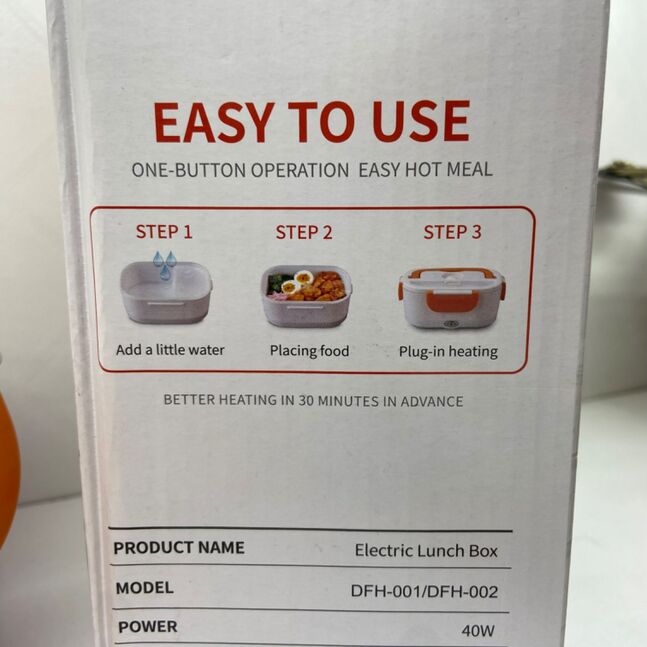 EASY TO USE
ONE-BUTTON OPERATION EASY HOT MEAL
STEP 1
STEP 2
STEP 3
Add a little water
Placing food
Plug-in heating
BETTER HEATING IN 30 MINUTES IN ADVANCE
PRODUCT NAME Electric Lunch Box
MODEL DFH-001/DFH-002
POWER 40W